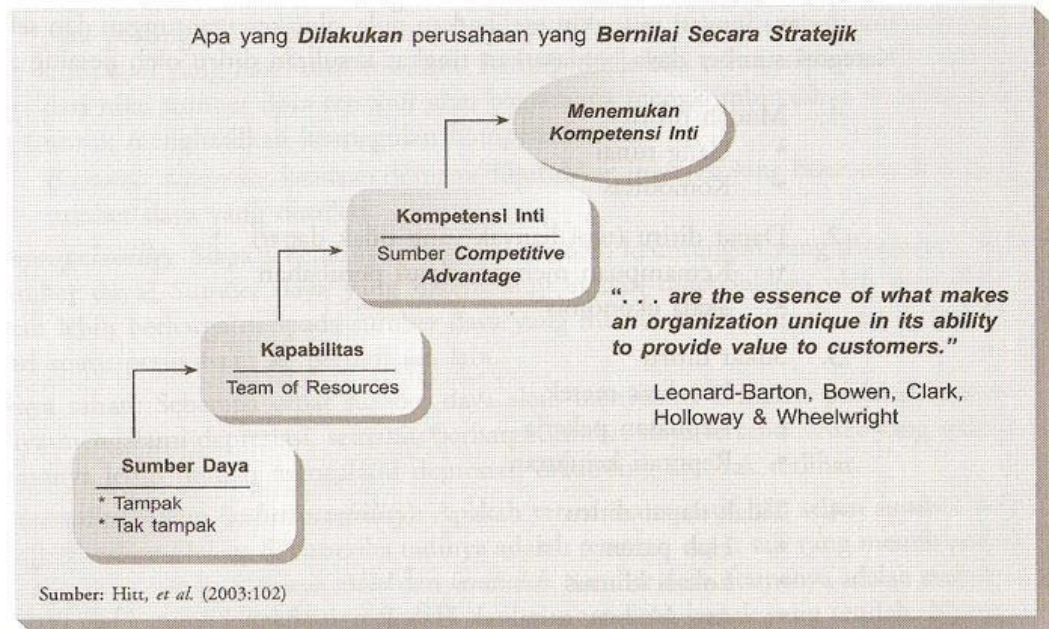 Apa yang Dilakukan perusahaan yang Bernilai Secara Stratejik
Menemukan
Kompetensi Inti
Kompetensi Inti
Sumber Competitive
Advantage
". . . are the essence of what makes
an organization unique in its ability
to provide value to customers."
Leonard-Barton, Bowen, Clark,
Holloway & Wheelwright
Kapabilitas
Team of Resources
Sumber Daya
* Tampak
* Tak tampak
Sumber: Hitt, et al. (2003:102)